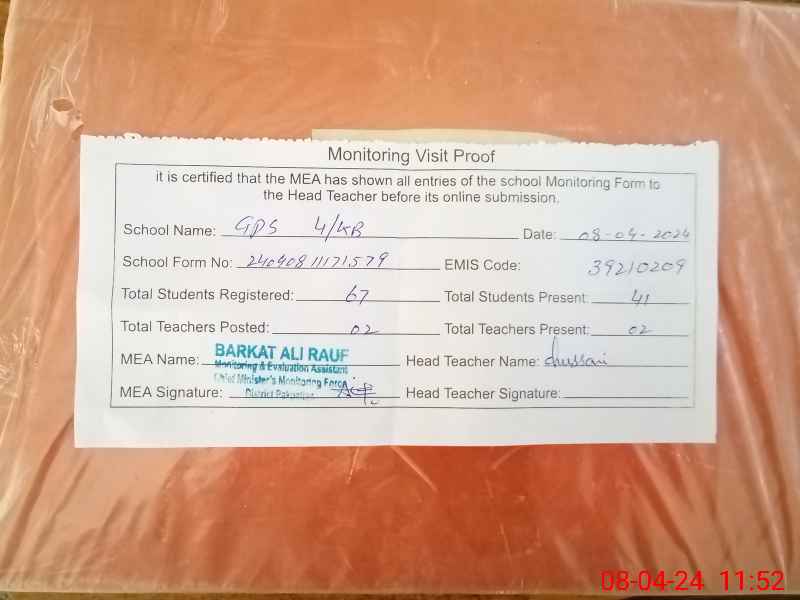 Monitoring Visit Proof
it is certified that the MEA has shown all entries of the school Monitoring Form to
the Head Teacher before its online submission.
School Name: GPS 4/KB Date: 08-04-2024
School Form No: 240408 11171579 EMIS Code: 39210209
Total Students Registered: 67 Total Students Present: 41
Total Teachers Posted: 02 Total Teachers Present: 02
MEA Name: BARKAT ALI RAUF Head Teacher Name:
Monitoring & Evaluation Assistant
Chief Minister's Monitoring Force
District Pakpattan
MEA Signature: Head Teacher Signature:
08-04-24 11:52